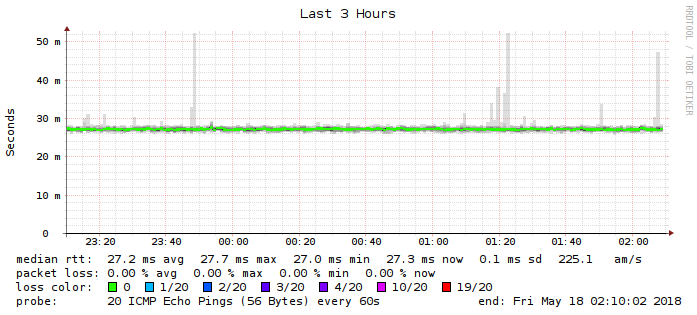 Last 3 Hours
RRDTOOL / TOBI OETIKER
Seconds
50 m
40 m
30 m
20 m
10 m
0
23:20 23:40 00:00 00:20 00:40 01:00 01:20 01:40 02:00
median rtt: 27.2 ms avg 27.7 ms max 27.0 ms min 27.3 ms now 0.1 ms sd 225.1 am/s
packet loss: 0.00 % avg 0.00 % max 0.00 % min 0.00 % now
loss color: 0 1/20 2/20 3/20 4/20 10/20 19/20
probe: 20 ICMP Echo Pings (56 Bytes) every 60s end: Fri May 18 02:10:02 2018